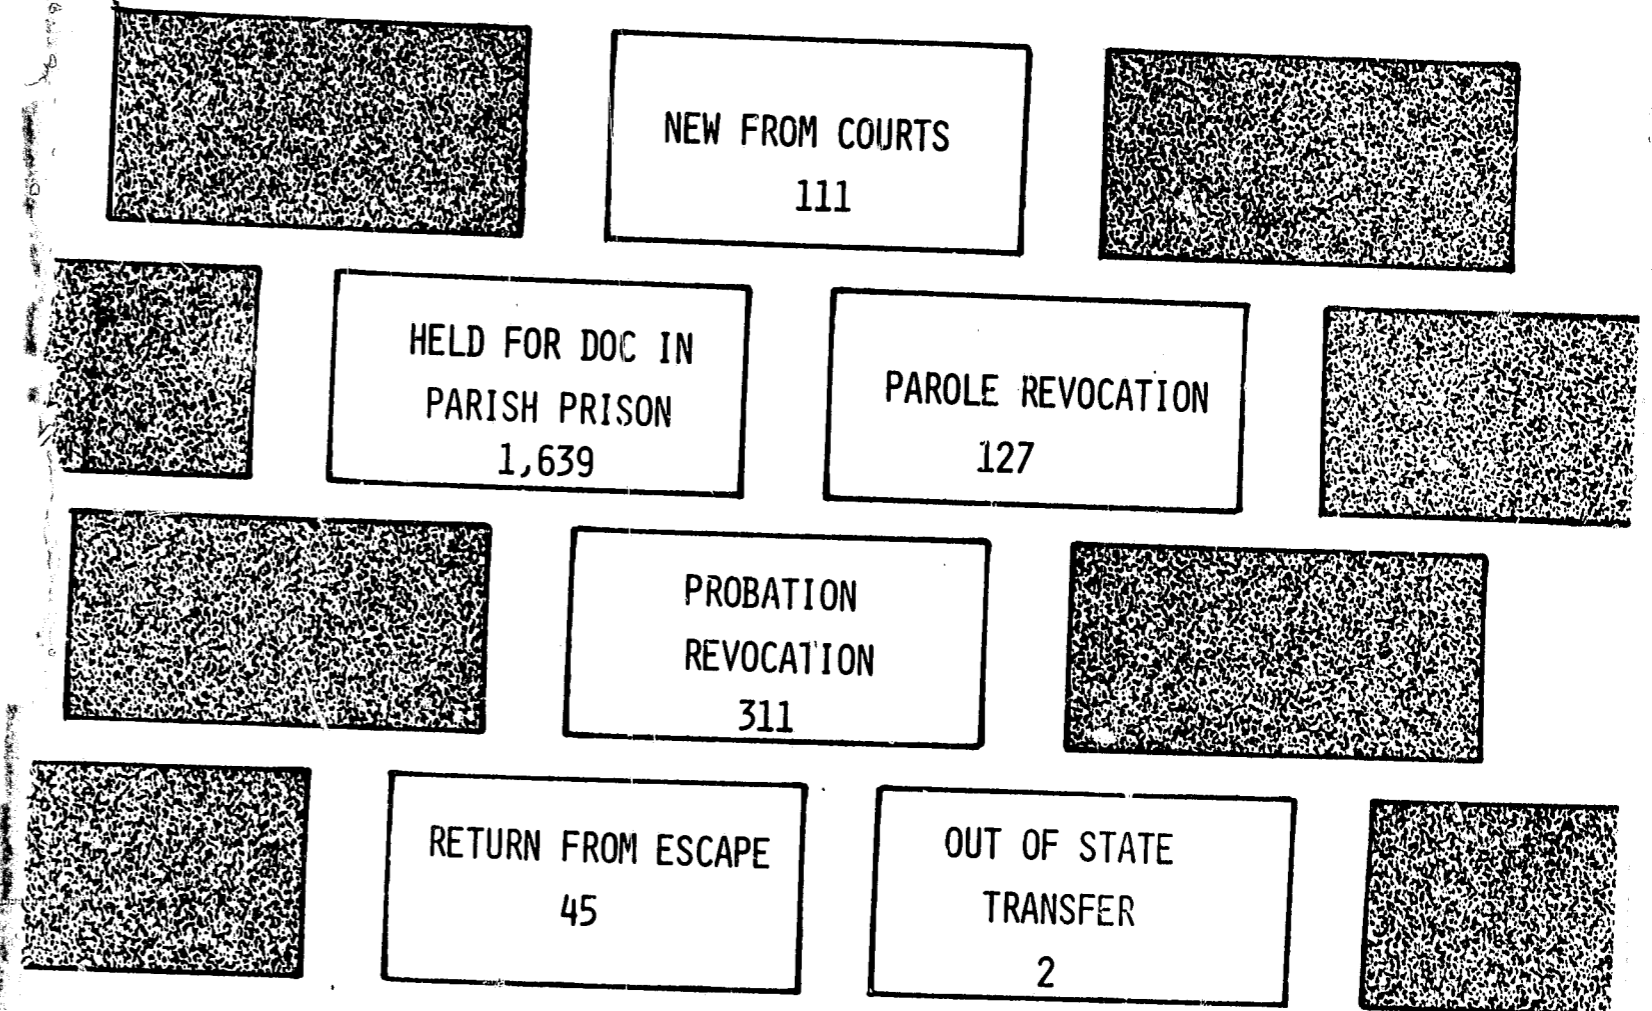 NEW FROM COURTS
111
HELD FOR DOC IN
PARISH PRISON
1,639
PAROLE REVOCATION
127
PROBATION
REVOCATION
311
RETURN FROM ESCAPE
45
OUT OF STATE
TRANSFER
2